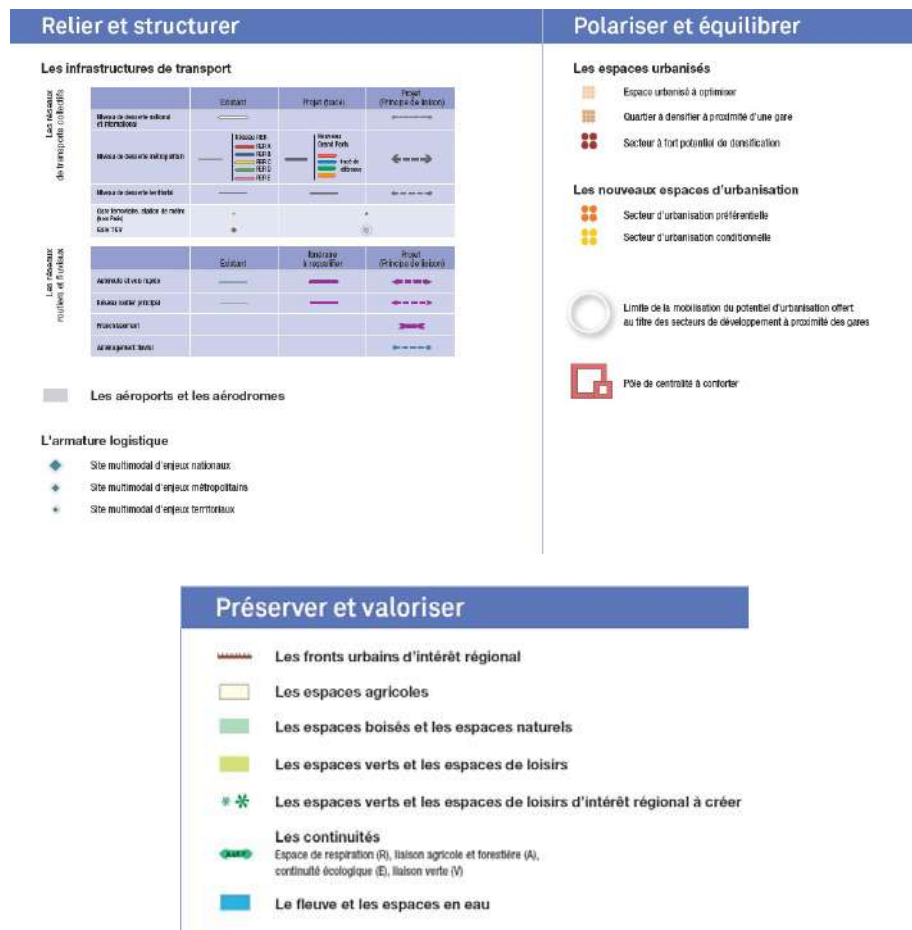 Relier et structurer
Les infrastructures de transport
Les réseaux
de transports collectifs
Existant
Projet (tracé)
Projet
(Principe de liaison)
Niveau de desserte national
et international
Niveau de desserte métropolitain
Réseau RER
RER A
RER B
RER C
RER D
RER E
Nouveau
Grand Paris
tracé de
référence
Niveau de desserte territorial
Gare ferroviaire, station de métro
(hors Paris)
Gare TGV
Les réseaux
routiers et fluviaux
Existant
Itinéraire
à requalifier
Projet
(Principe de liaison)
Autoroute et voie rapide
Réseau routier principal
Franchissement
Aménagement fluvial
Les aéroports et les aérodromes
L'armature logistique
Site multimodal d'enjeux nationaux
Site multimodal d'enjeux métropolitains
Site multimodal d'enjeux territoriaux
Polariser et équilibrer
Les espaces urbanisés
Espace urbanisé à optimiser
Quartier à densifier à proximité d'une gare
Secteur à fort potentiel de densification
Les nouveaux espaces d'urbanisation
Secteur d'urbanisation préférentielle
Secteur d'urbanisation conditionnelle
Limite de la mobilisation du potentiel d'urbanisation offert
au titre des secteurs de développement à proximité des gares
Pôle de centralité à conforter
Préserver et valoriser
Les fronts urbains d'intérêt régional
Les espaces agricoles
Les espaces boisés et les espaces naturels
Les espaces verts et les espaces de loisirs
Les espaces verts et les espaces de loisirs d'intérêt régional à créer
Les continuités
Espace de respiration (R), liaison agricole et forestière (A),
continuité écologique (E), liaison verte (V)
Le fleuve et les espaces en eau